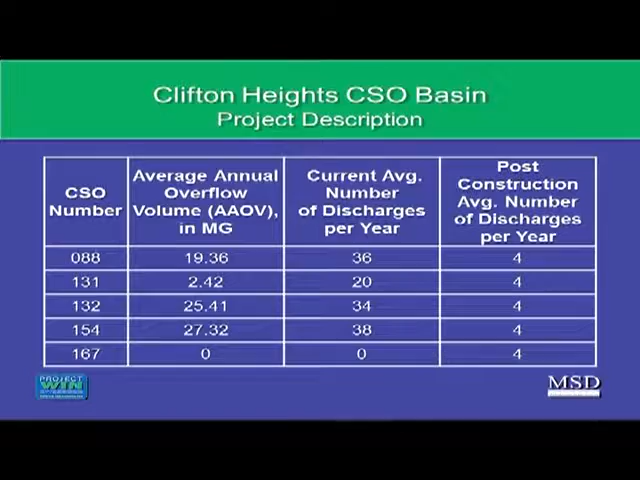 Clifton Heights CSO Basin
Project Description
CSO Number
Average Annual Overflow Volume (AAOV), in MG
Current Avg. Number of Discharges per Year
Post Construction Avg. Number of Discharges per Year
088 19.36 36 4
131 2.42 20 4
132 25.41 34 4
154 27.32 38 4
167 0 0 4
PROJECT
WIN
MSD